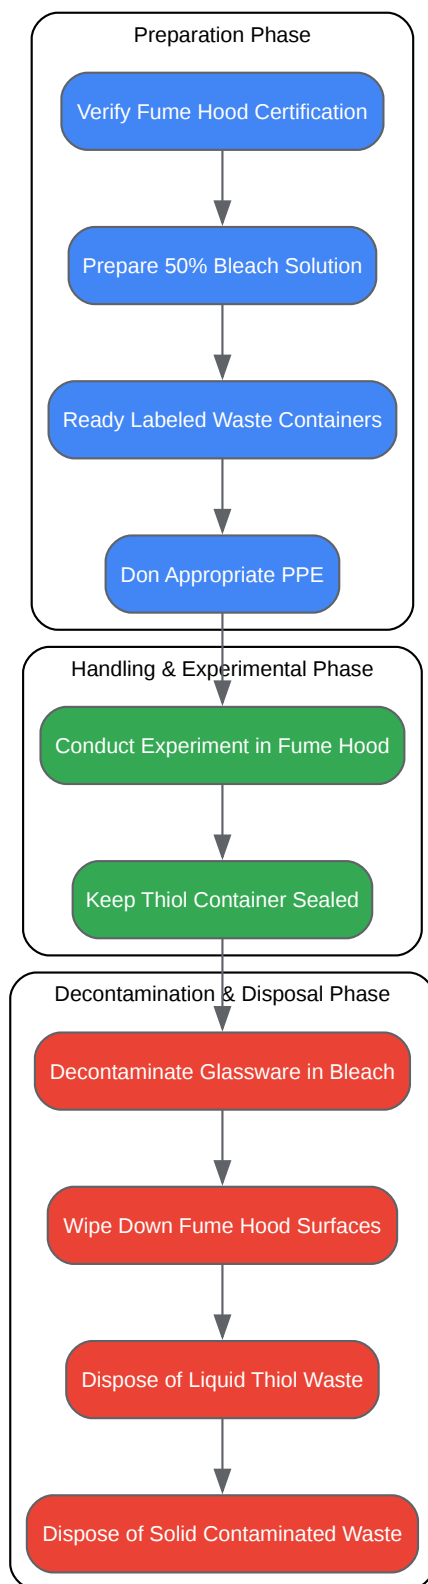 Preparation Phase
Verify Fume Hood Certification
Prepare 50% Bleach Solution
Ready Labeled Waste Containers
Don Appropriate PPE
Handling & Experimental Phase
Conduct Experiment in Fume Hood
Keep Thiol Container Sealed
Decontamination & Disposal Phase
Decontaminate Glassware in Bleach
Wipe Down Fume Hood Surfaces
Dispose of Liquid Thiol Waste
Dispose of Solid Contaminated Waste